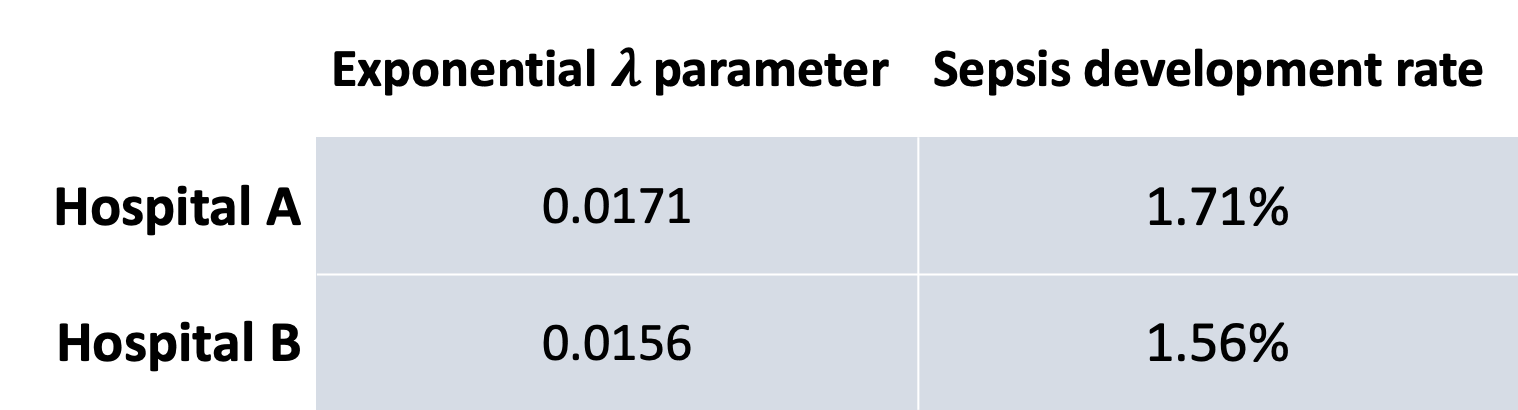 Exponential λ parameter Sepsis development rate
Hospital A 0.0171 1.71%
Hospital B 0.0156 1.56%